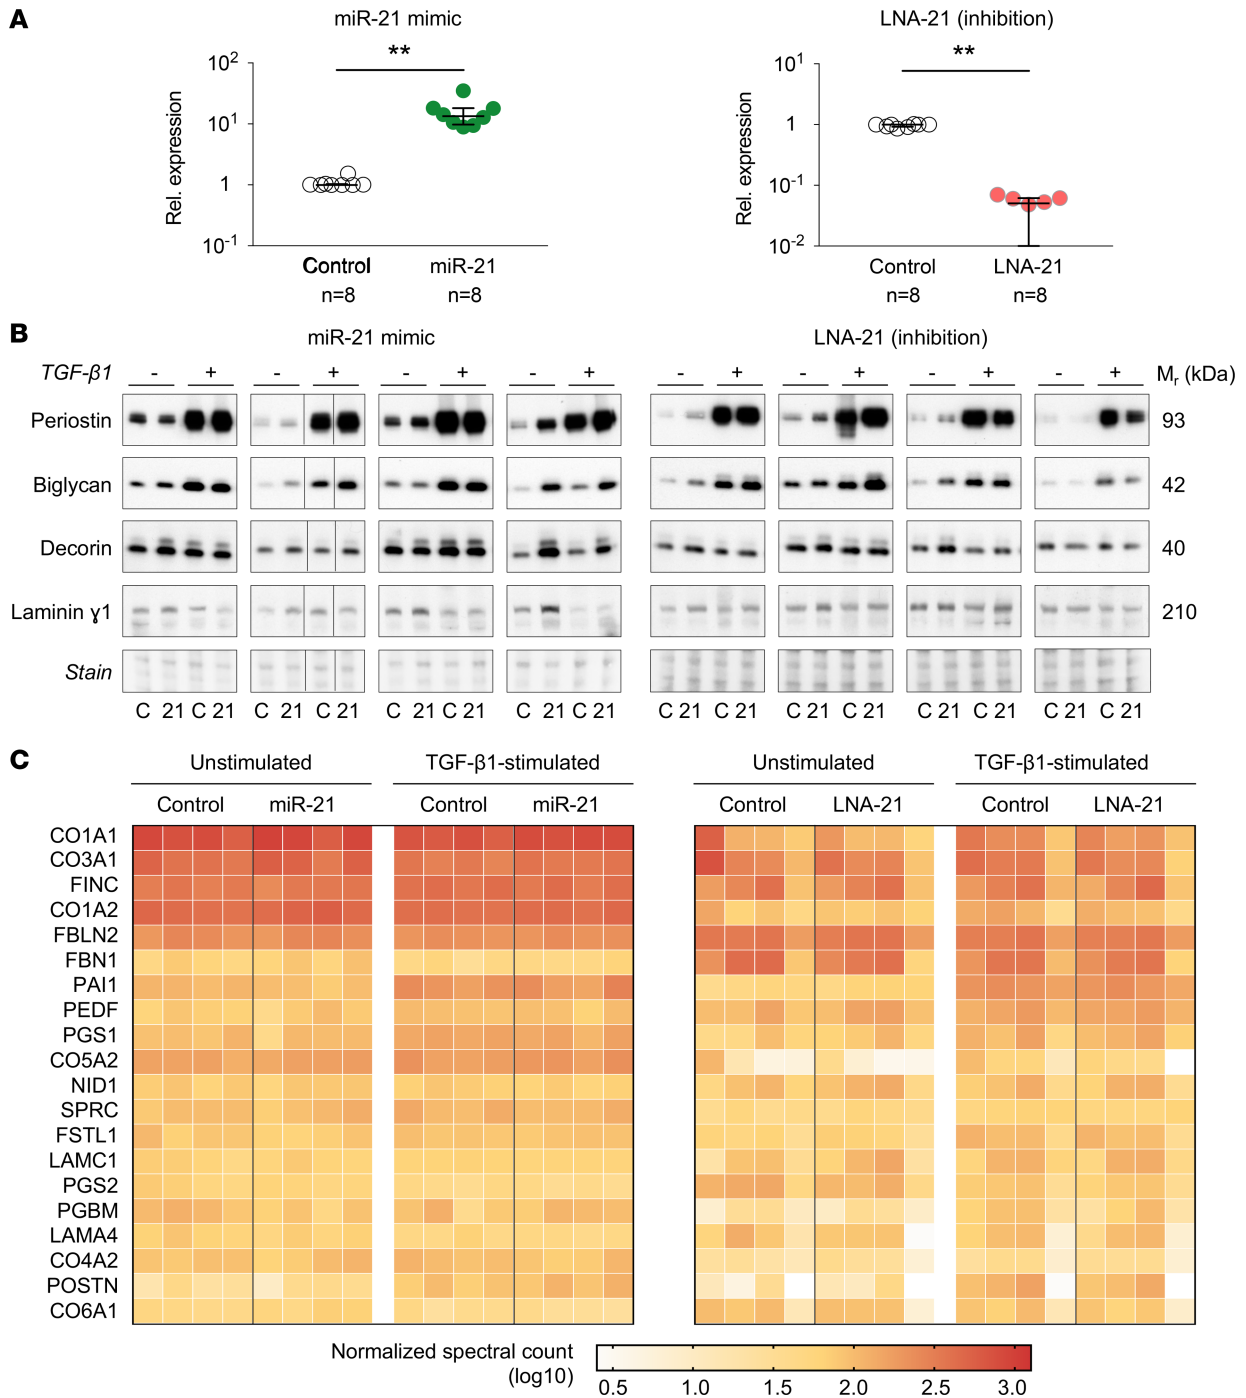 A
miR-21 mimic
LNA-21 (inhibition)
**
**
Rel. expression
10²
10¹
1
10⁻¹
Rel. expression
10¹
1
10⁻¹
10⁻²
Control
miR-21
Control
LNA-21
n=8
n=8
n=8
n=8
B
miR-21 mimic
LNA-21 (inhibition)
TGF-β1 - + - + - + - + - + - + - + - + Mr (kDa)
Periostin 93
Biglycan 42
Decorin 40
Laminin ɣ1 210
Stain
C 21 C 21 C 21 C 21 C 21 C 21 C 21 C 21 C 21 C 21 C 21 C 21 C 21 C 21 C 21 C 21
C
Unstimulated TGF-β1-stimulated Unstimulated TGF-β1-stimulated
Control miR-21 Control miR-21 Control LNA-21 Control LNA-21
CO1A1
CO3A1
FINC
CO1A2
FBLN2
FBN1
PAI1
PEDF
PGS1
CO5A2
NID1
SPRC
FSTL1
LAMC1
PGS2
PGBM
LAMA4
CO4A2
POSTN
CO6A1
Normalized spectral count
(log10)
0.5 1.0 1.5 2.0 2.5 3.0